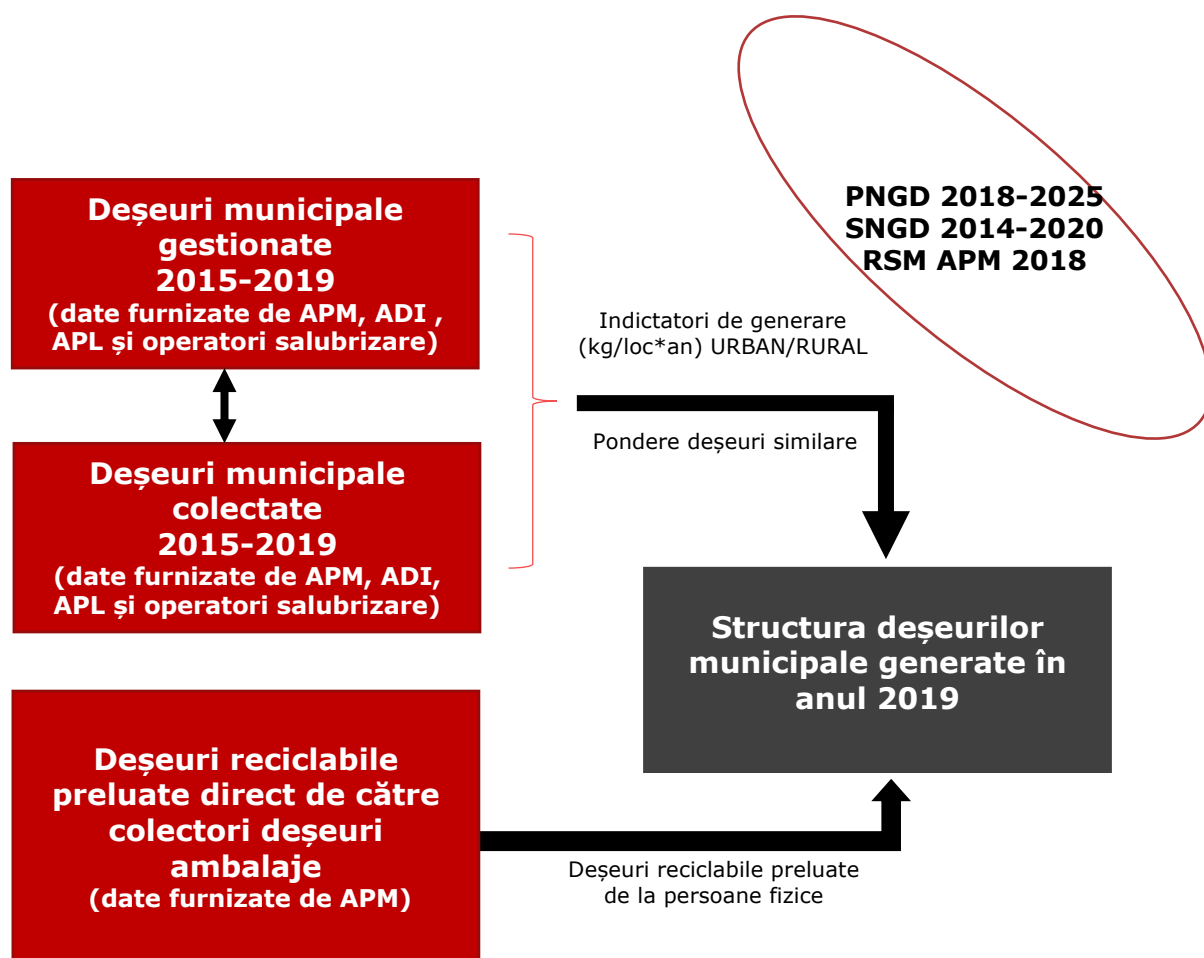 Deșeuri municipale
gestionate
2015-2019
(date furnizate de APM, ADI ,
APL și operatori salubrizare)
Deșeuri municipale
colectate
2015-2019
(date furnizate de APM, ADI,
APL și operatori salubrizare)
Deșeuri reciclabile
preluate direct de către
colectori deșeuri
ambalaje
(date furnizate de APM)
Indictatori de generare
(kg/loc*an) URBAN/RURAL
Pondere deșeuri similare
PNGD 2018-2025
SNGD 2014-2020
RSM APM 2018
Structura deșeurilor
municipale generate în
anul 2019
Deșeuri reciclabile preluate
de la persoane fizice